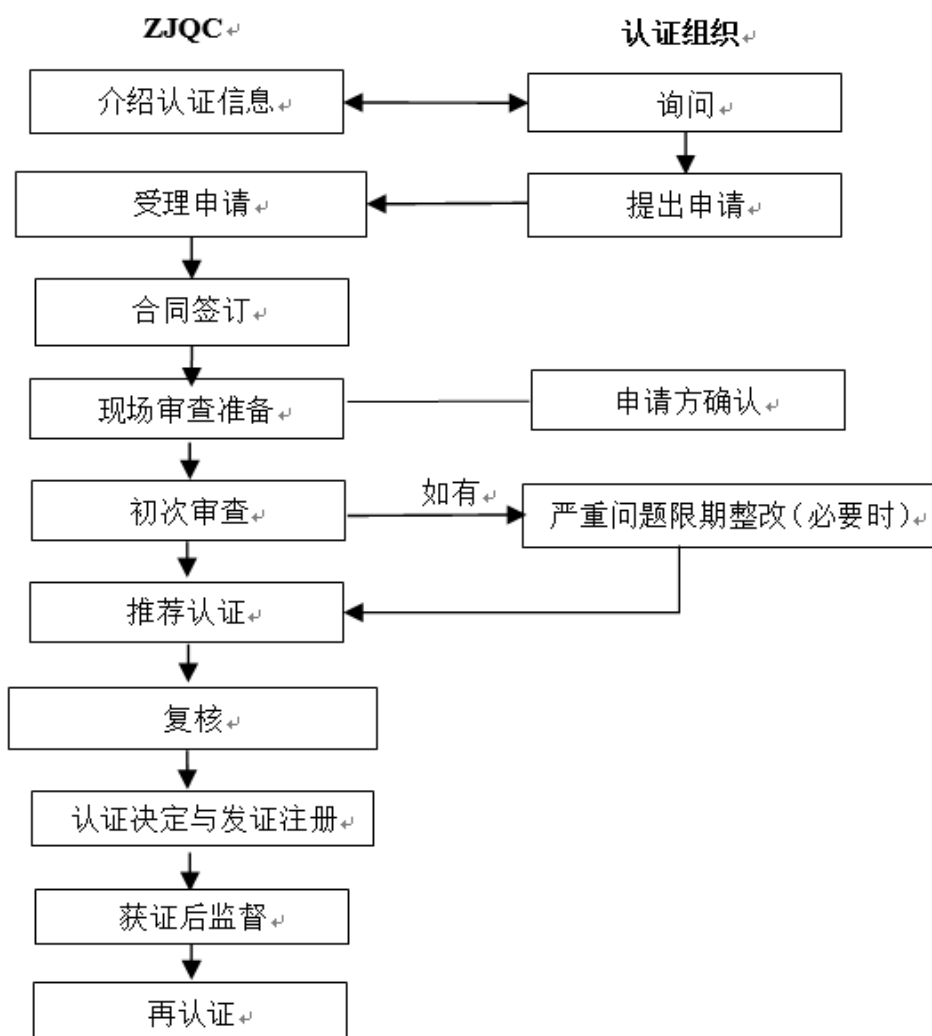 ZJQC 认证组织
介绍认证信息 询问
受理申请 提出申请
合同签订
现场审查准备 申请方确认
如有
初次审查 严重问题限期整改(必要时)
推荐认证
复核
认证决定与发证注册
获证后监督
再认证